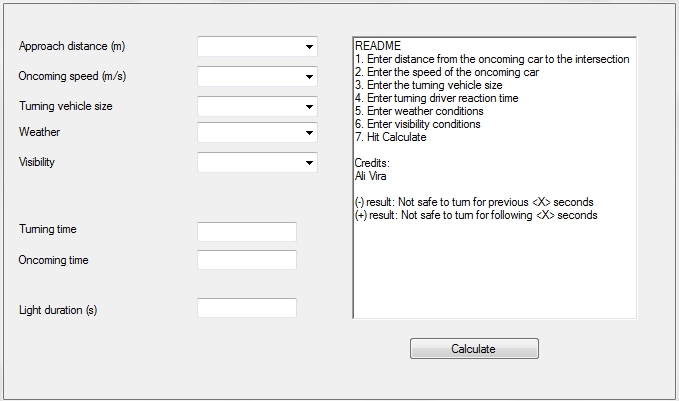 Approach distance (m)
Oncoming speed (m/s)
Turning vehicle size
Weather
Visibility
Turning time
Oncoming time
Light duration (s)
README
1. Enter distance from the oncoming car to the intersection
2. Enter the speed of the oncoming car
3. Enter the turning vehicle size
4. Enter turning driver reaction time
5. Enter weather conditions
6. Enter visibility conditions
7. Hit Calculate
Credits:
Ali Vira
(-) result: Not safe to turn for previous <X> seconds
(+) result: Not safe to turn for following <X> seconds
Calculate